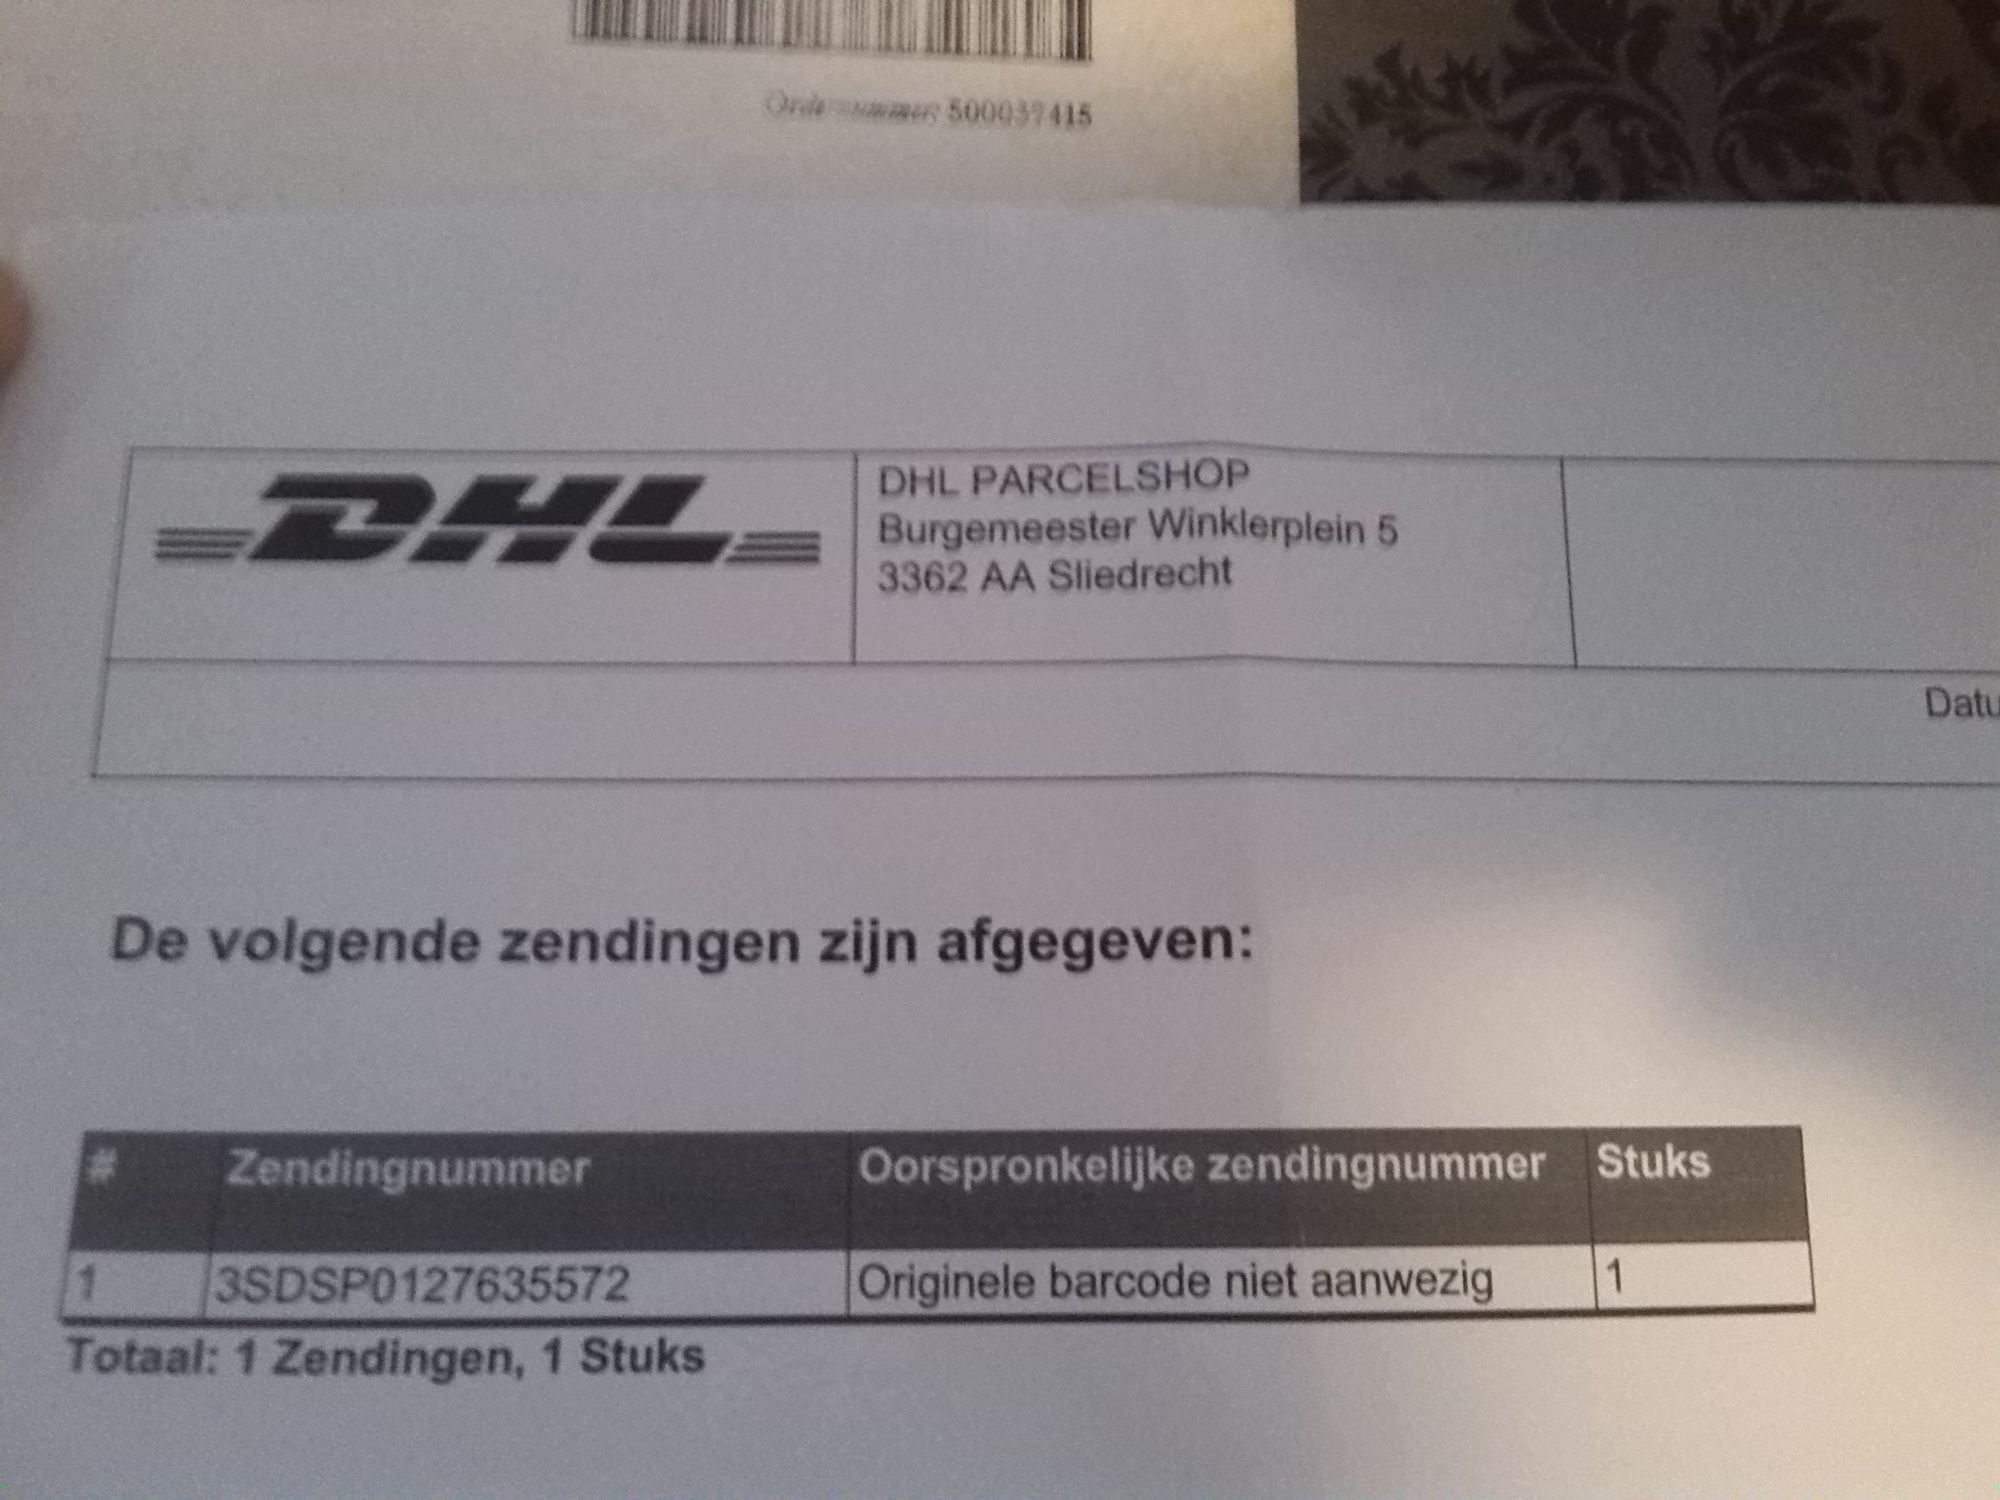 Ordernummer: 500037415
DHL
DHL PARCELSHOP
Burgemeester Winklerplein 5
3362 AA Sliedrecht
Datu
De volgende zendingen zijn afgegeven:
# Zendingnummer Oorspronkelijke zendingnummer Stuks
1 3SDSP0127635572 Originele barcode niet aanwezig 1
Totaal: 1 Zendingen, 1 Stuks